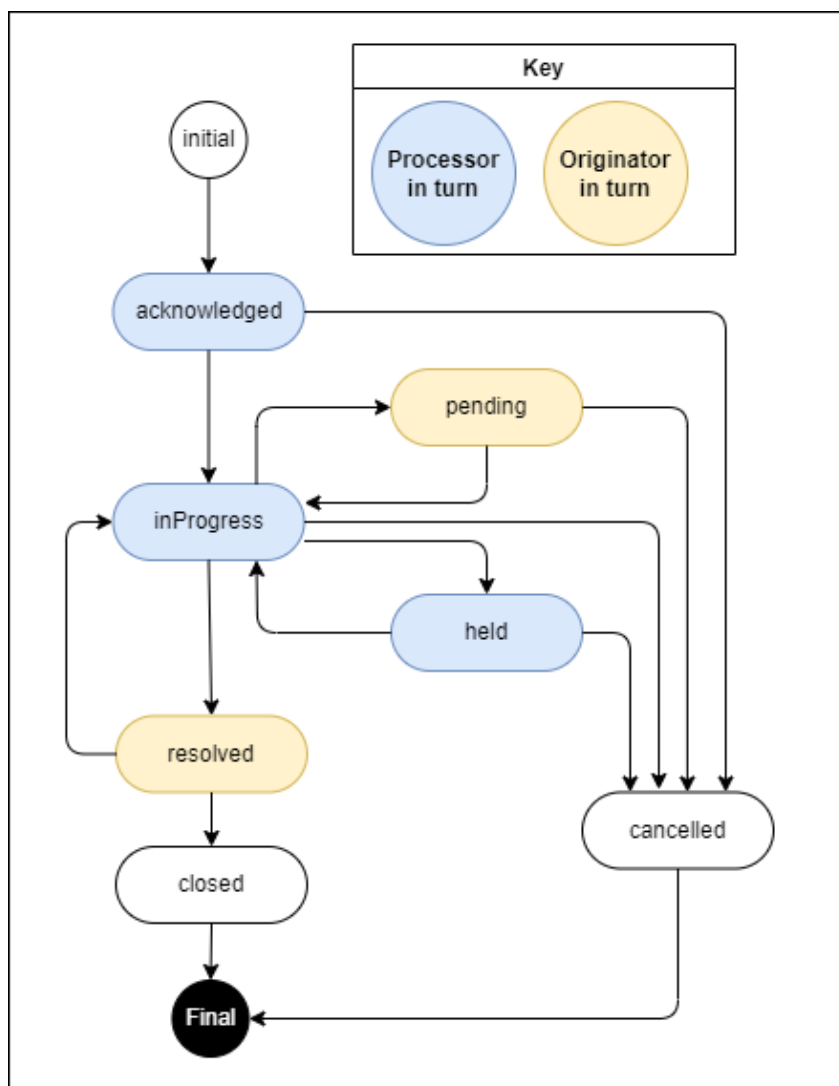 Key
initial
Processor
in turn
Originator
in turn
acknowledged
pending
inProgress
held
resolved
cancelled
closed
Final